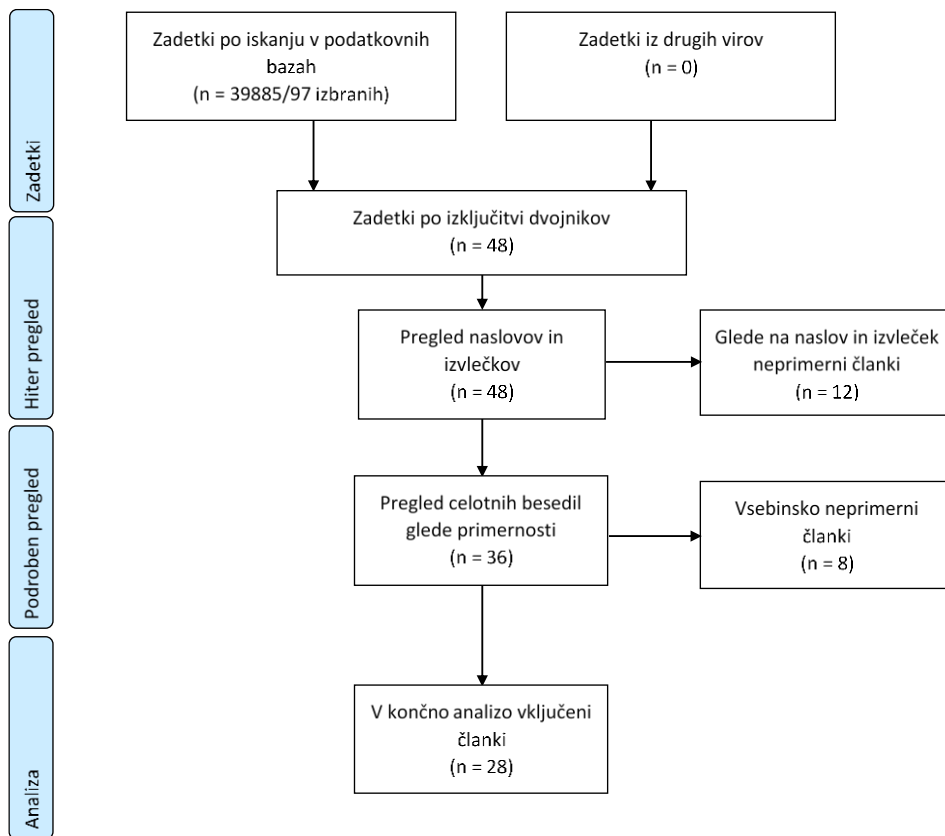 Zadetki
Zadetki po iskanju v podatkovnih
bazah
(n = 39885/97 izbranih)
Zadetki iz drugih virov
(n = 0)
Zadetki po izključitvi dvojnikov
(n = 48)
Hiter pregled
Pregled naslovov in
izvlečkov
(n = 48)
Glede na naslov in izvleček
neprimerni članki
(n = 12)
Podroben pregled
Pregled celotnih besedil
glede primernosti
(n = 36)
Vsebinsko neprimerni
članki
(n = 8)
Analiza
V končno analizo vključeni
članki
(n = 28)